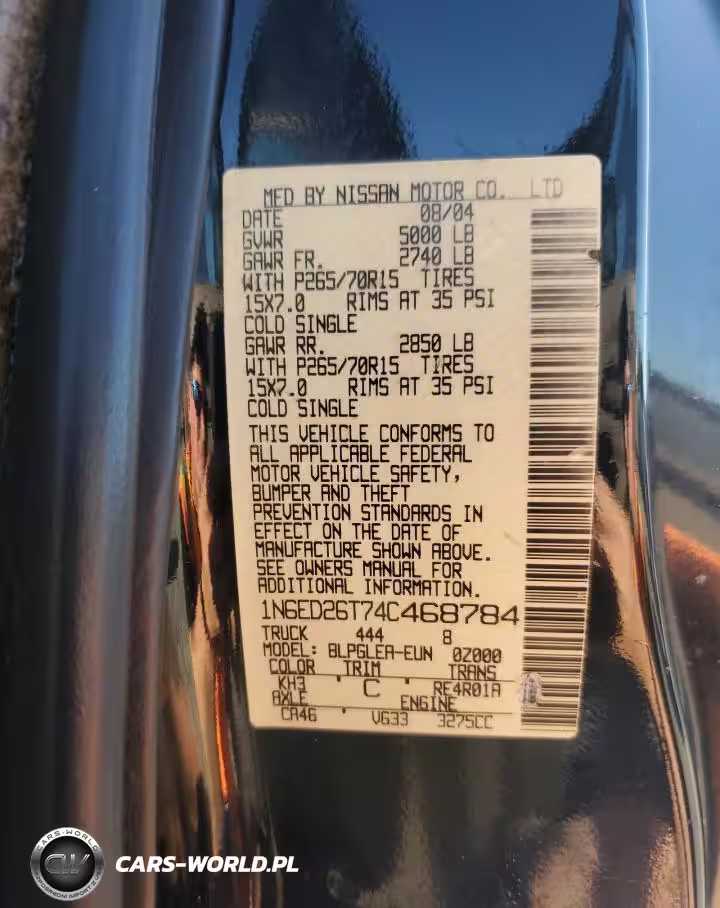 MFD BY NISSAN MOTOR CO. LTD
DATE 08/04
GVWR 5000 LB
GAWR FR. 2740 LB
WITH P265/70R15 TIRES
15X7.0 RIMS AT 35 PSI
COLD SINGLE
GAWR RR. 2850 LB
WITH P265/70R15 TIRES
15X7.0 RIMS AT 35 PSI
COLD SINGLE
THIS VEHICLE CONFORMS TO
ALL APPLICABLE FEDERAL
MOTOR VEHICLE SAFETY,
BUMPER AND THEFT
PREVENTION STANDARDS IN
EFFECT ON THE DATE OF
MANUFACTURE SHOWN ABOVE.
SEE OWNERS MANUAL FOR
ADDITIONAL INFORMATION.
1N6ED26T74C468784
TRUCK 444 8
MODEL: BLPGLEA-EUN 0Z000
COLOR TRIM TRANS
KH3 C RE4R01A
AXLE ENGINE
CA46 VG33 3275CC
CARS-WORLD
CW
CARS-WORLD.PL